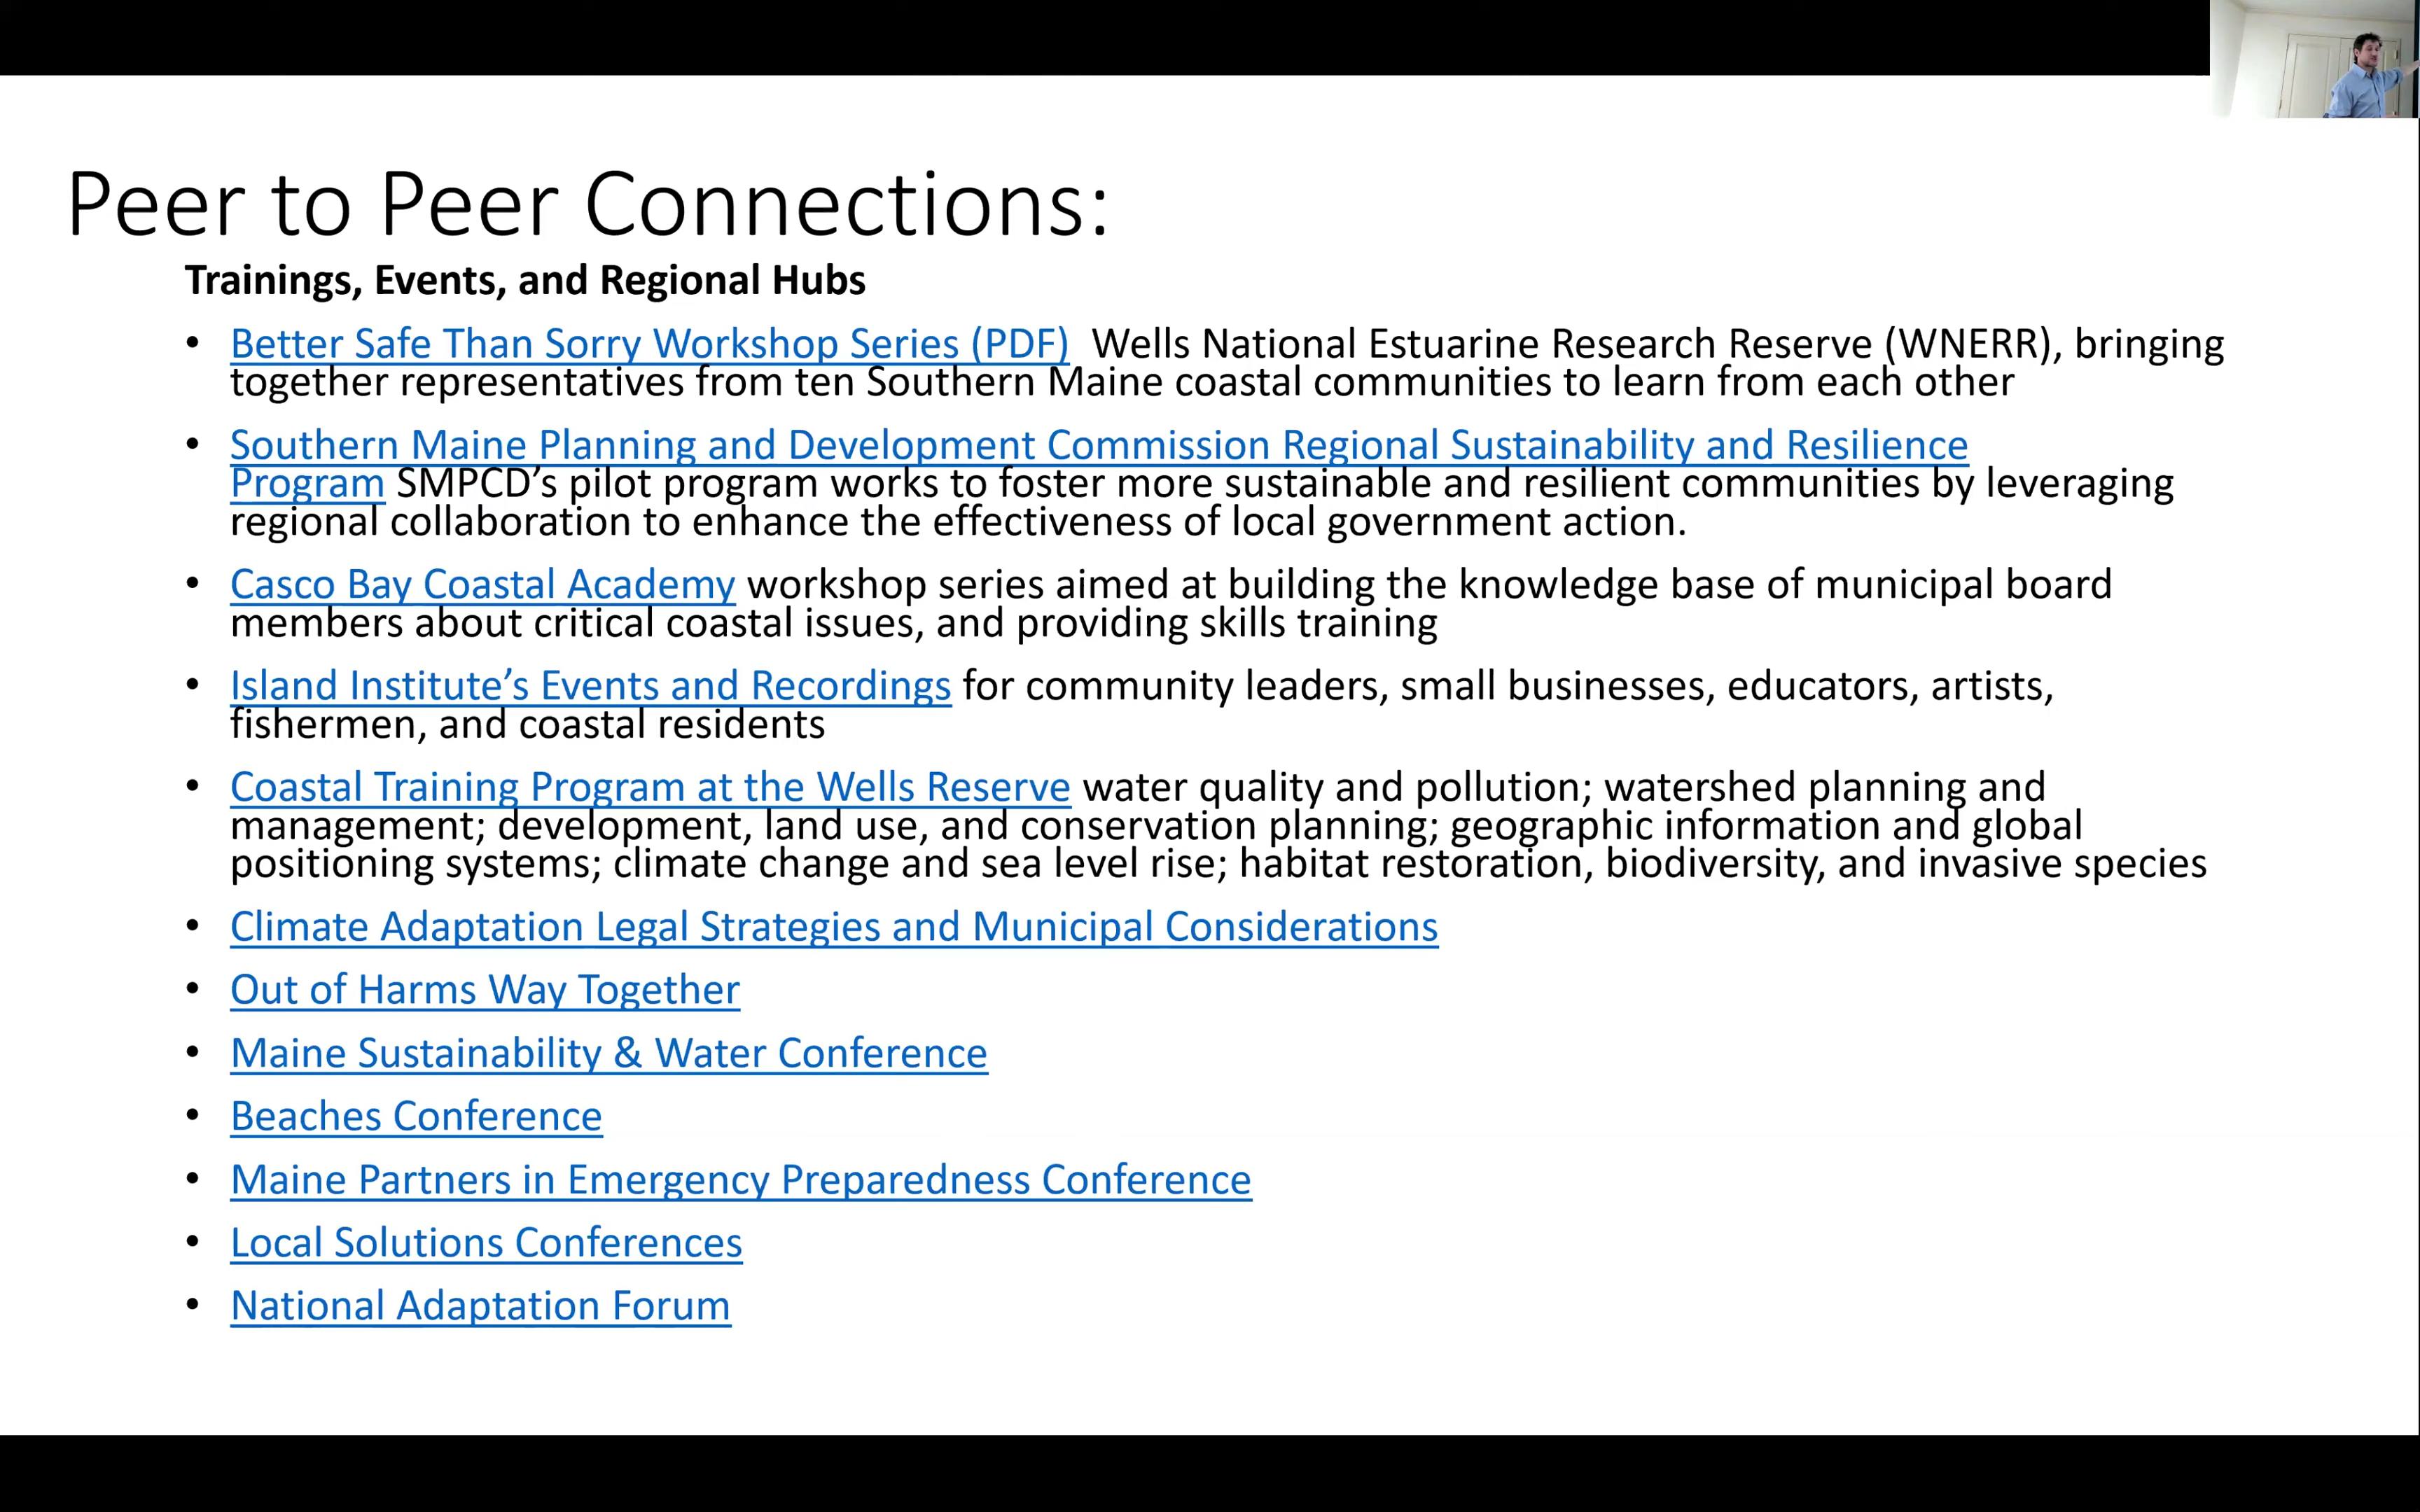 Peer to Peer Connections:
Trainings, Events, and Regional Hubs
• Better Safe Than Sorry Workshop Series (PDF)  Wells National Estuarine Research Reserve (WNERR), bringing
together representatives from ten Southern Maine coastal communities to learn from each other
• Southern Maine Planning and Development Commission Regional Sustainability and Resilience
Program SMPCD’s pilot program works to foster more sustainable and resilient communities by leveraging
regional collaboration to enhance the effectiveness of local government action.
• Casco Bay Coastal Academy workshop series aimed at building the knowledge base of municipal board
members about critical coastal issues, and providing skills training
• Island Institute’s Events and Recordings for community leaders, small businesses, educators, artists,
fishermen, and coastal residents
• Coastal Training Program at the Wells Reserve water quality and pollution; watershed planning and
management; development, land use, and conservation planning; geographic information and global
positioning systems; climate change and sea level rise; habitat restoration, biodiversity, and invasive species
• Climate Adaptation Legal Strategies and Municipal Considerations
• Out of Harms Way Together
• Maine Sustainability & Water Conference
• Beaches Conference
• Maine Partners in Emergency Preparedness Conference
• Local Solutions Conferences
• National Adaptation Forum